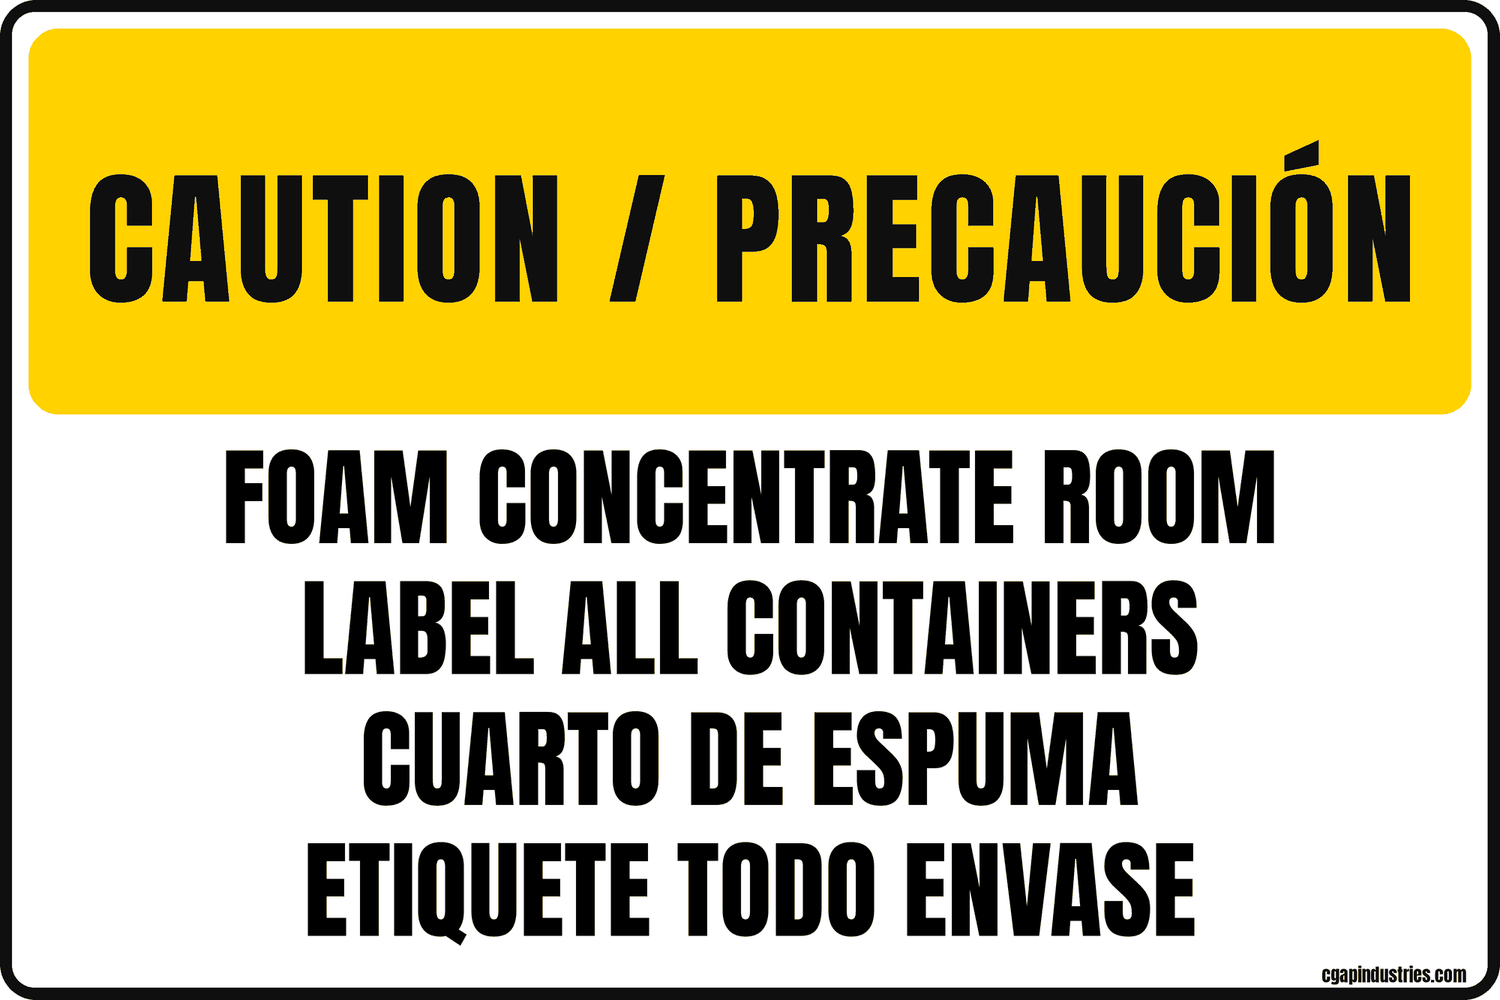 CAUTION / PRECAUCIÓN
FOAM CONCENTRATE ROOM
LABEL ALL CONTAINERS
CUARTO DE ESPUMA
ETIQUETE TODO ENVASE
cgapindustries.com